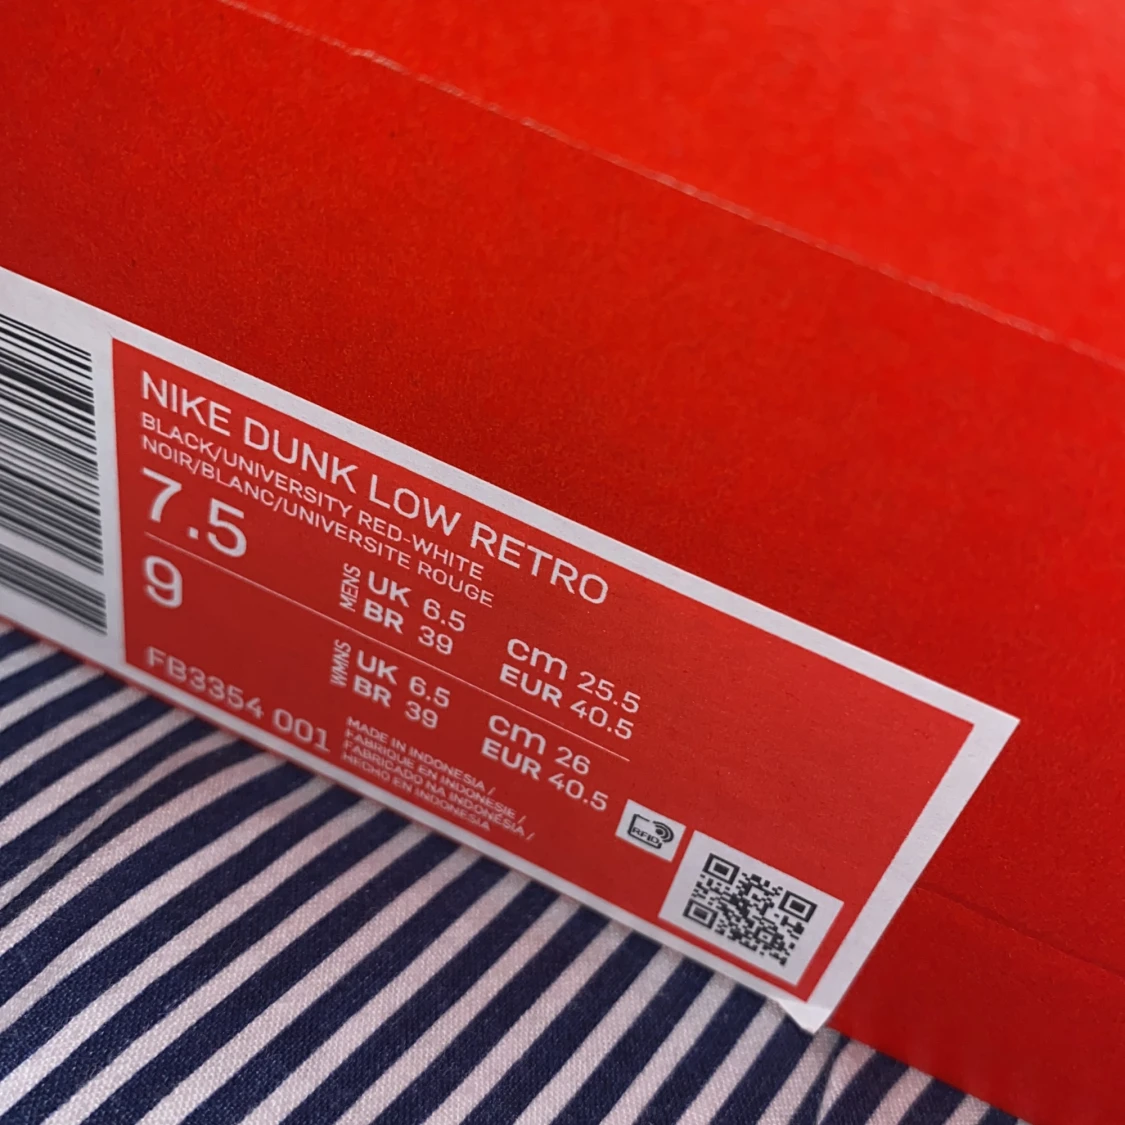 NIKE DUNK LOW RETRO
BLACK/UNIVERSITY RED-WHITE
NOIR/BLANC/UNIVERSITE ROUGE
7.5
MENS
UK 6.5
BR 39
cm 25.5
EUR 40.5
9
WMNS
UK 6.5
BR 39
cm 26
EUR 40.5
FB3354 001
MADE IN INDONESIA /
FABRIQUE EN INDONESIE /
FABRICADO NA INDONÉSIA /
HECHO EN INDONESIA
RFID